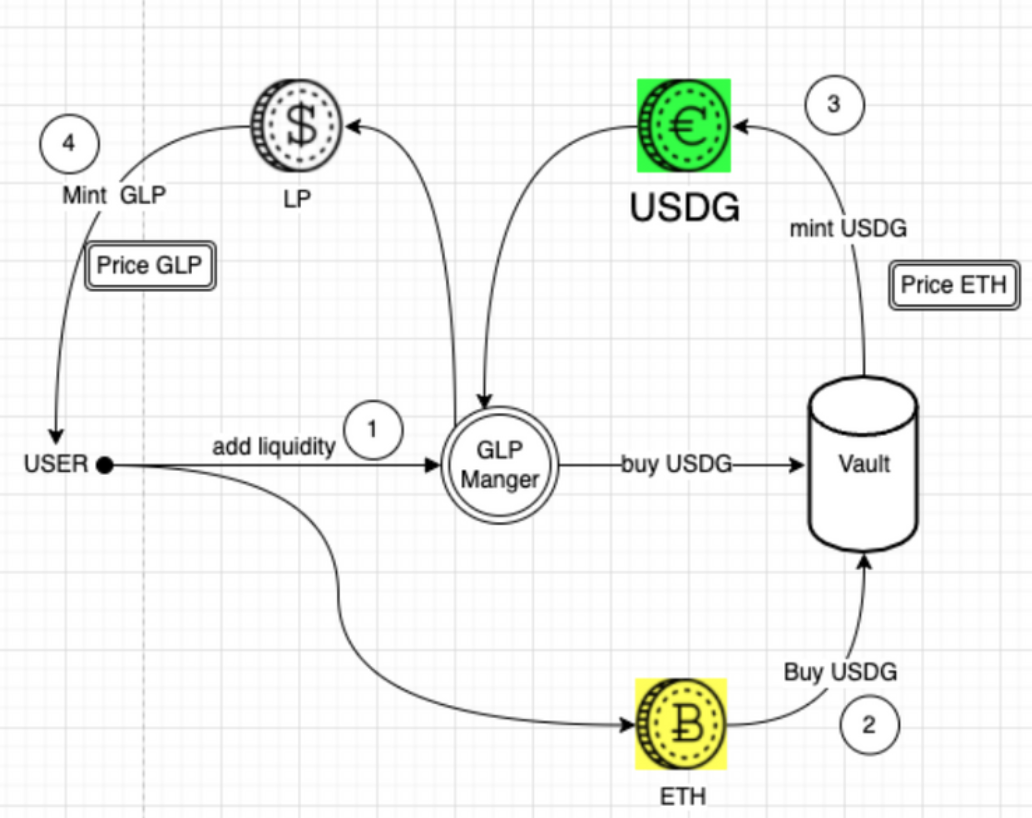 3
4
Mint GLP
LP
USDG
mint USDG
Price GLP
Price ETH
1
add liquidity
USER
GLP
Manger
buy USDG
Vault
Buy USDG
2
ETH